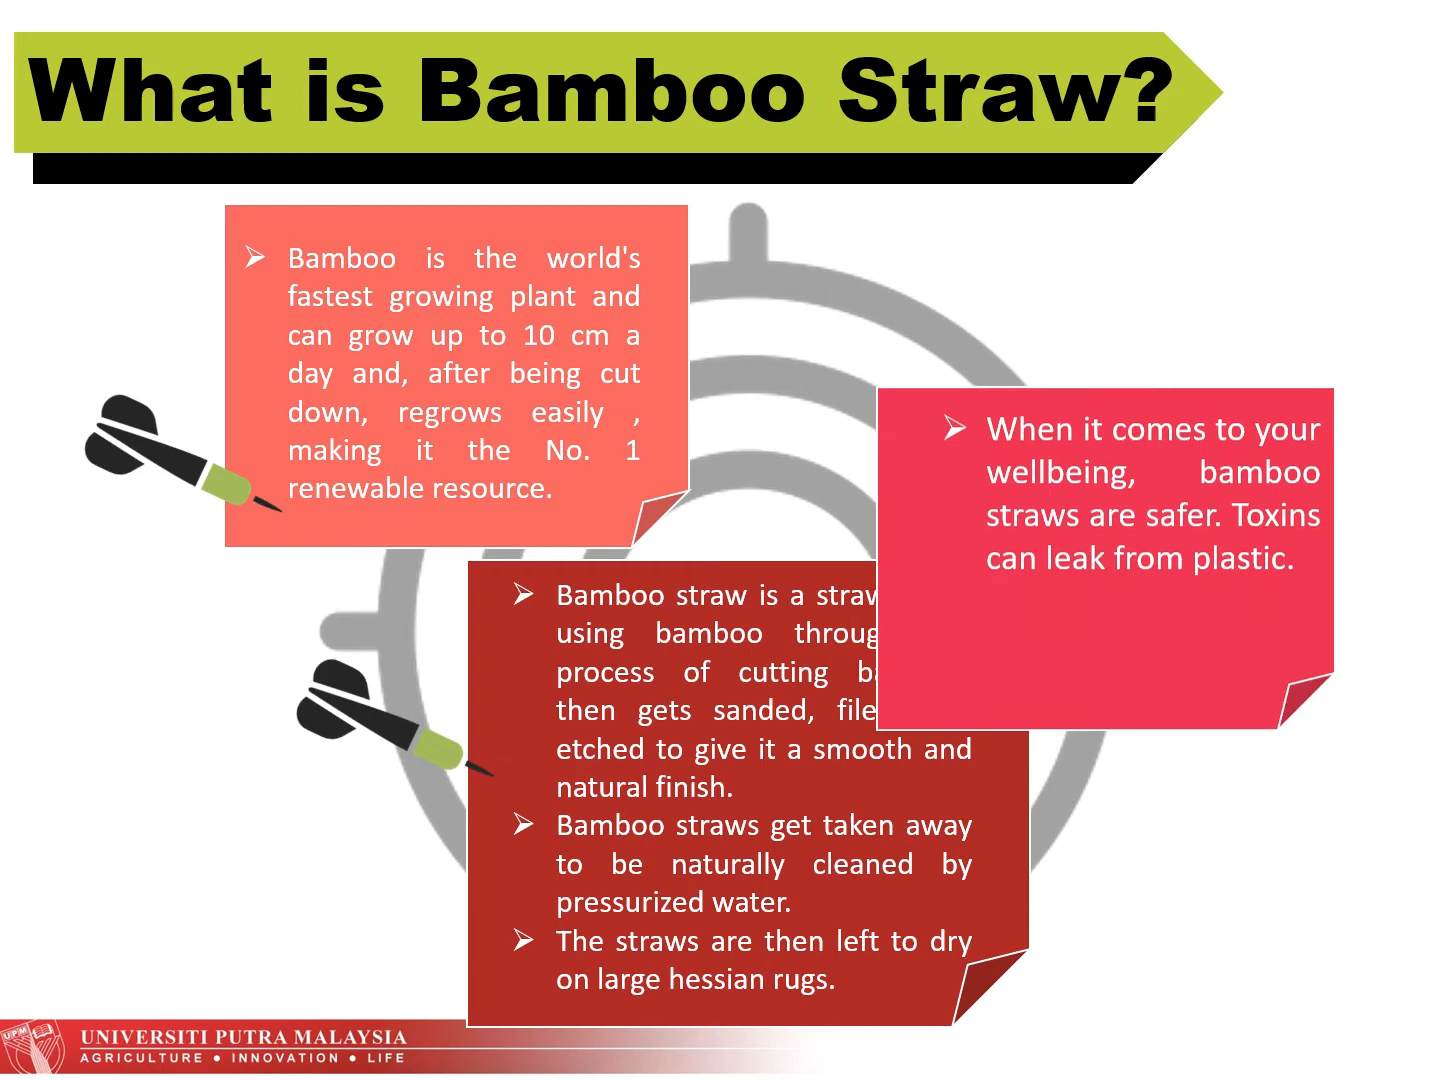 What is Bamboo Straw?
➢ Bamboo is the world's
fastest growing plant and
can grow up to 10 cm a
day and, after being cut
down, regrows easily ,
making it the No. 1
renewable resource.
➢ When it comes to your
wellbeing, bamboo
straws are safer. Toxins
can leak from plastic.
➢ Bamboo straw is a
using bamboo
process of cutting
then gets sanded,
etched to give it a smooth and
natural finish.
➢ Bamboo straws get taken away
to be naturally cleaned by
pressurized water.
➢ The straws are then left to dry
on large hessian rugs.
UPM
UNIVERSITI PUTRA MALAYSIA
AGRICULTURE ● INNOVATION ● LIFE